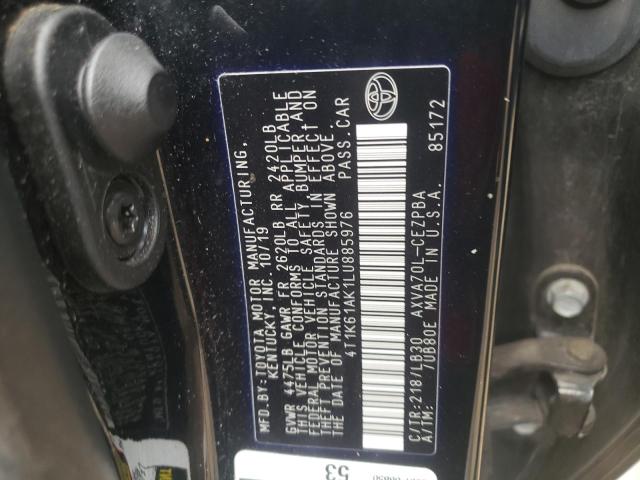 MFD.BY:TOYOTA MOTOR MANUFACTURING,
KENTUCKY, INC. 10/19
GVWR 4475LB GAWR FR 2620LB RR 2420LB
THIS VEHICLE CONFORMS TO ALL APPLICABLE
FEDERAL MOTOR VEHICLE SAFETY BUMPER, AND
THEFT PREVENTION STANDARDS IN EFFECT ON
THE DATE OF MANUFACTURE SHOWN ABOVE.
4T1K61AK1LU885976 PASS.CAR
C/TR:218/LB30 AXVA70L-CEZPBA
A/TM: /UB80E MADE IN U.S.A. 85172
53